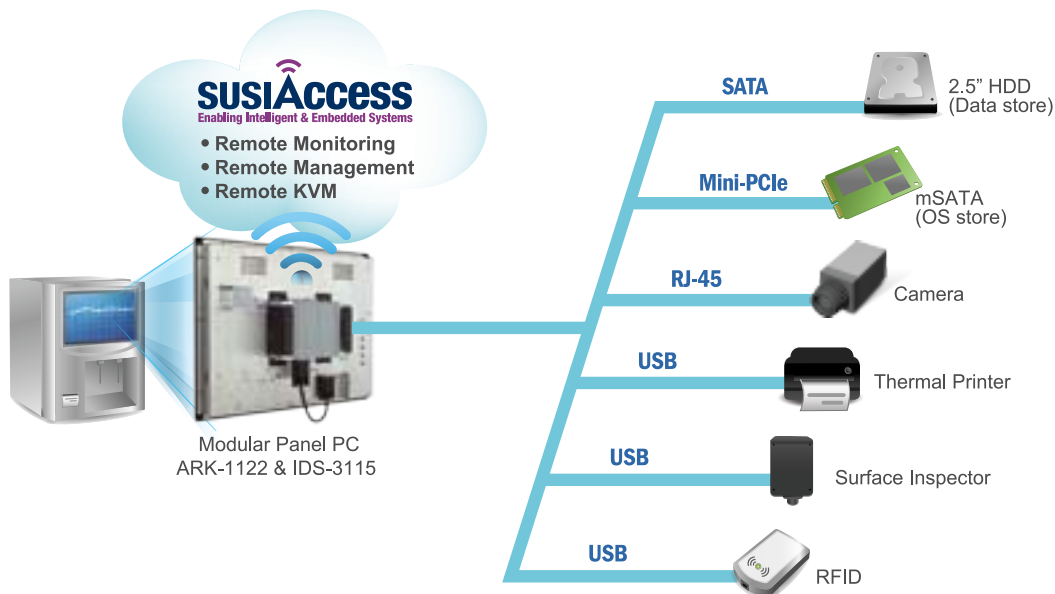 SUSIAccess
Enabling Intelligent & Embedded Systems
• Remote Monitoring
• Remote Management
• Remote KVM
Modular Panel PC
ARK-1122 & IDS-3115
SATA
2.5” HDD
(Data store)
Mini-PCIe
mSATA
(OS store)
RJ-45
Camera
USB
Thermal Printer
USB
Surface Inspector
USB
RFID